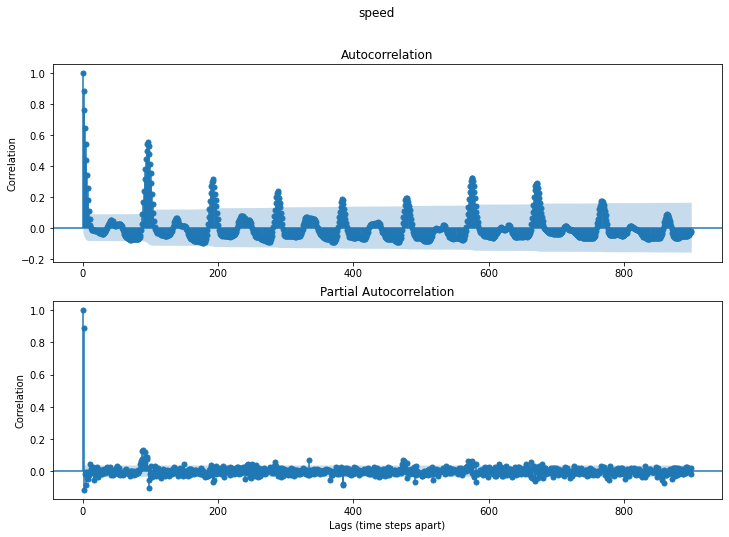 speed
Autocorrelation
Correlation
1.0
0.8
0.6
0.4
0.2
0.0
−0.2
0 200 400 600 800
Partial Autocorrelation
Correlation
1.0
0.8
0.6
0.4
0.2
0.0
0 200 400 600 800
Lags (time steps apart)